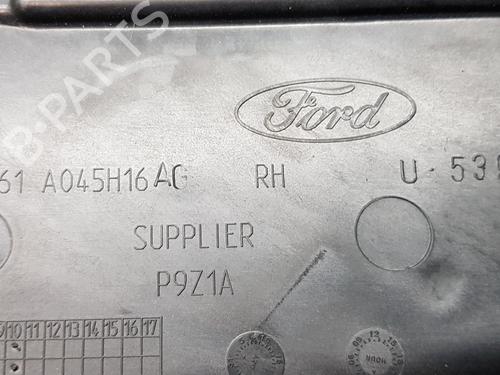 Ford
61 A045H16 AG RH U 53
SUPPLIER
P9Z1A
10 11 12 13 14 15 16 17
B-PARTS